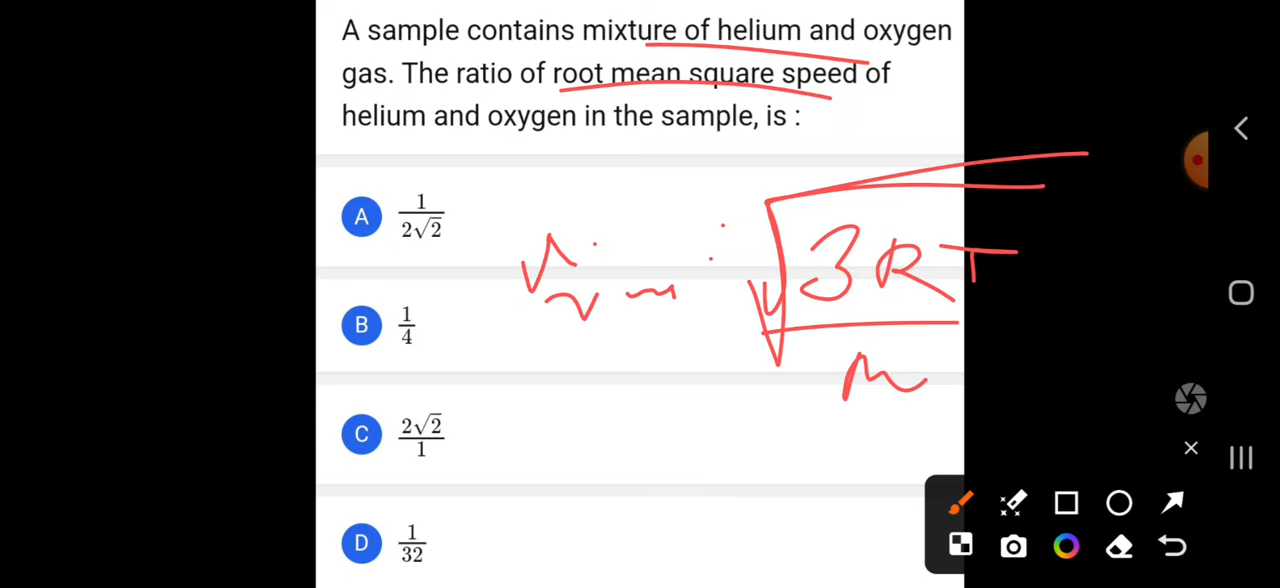 A sample contains mixture of helium and oxygen
gas. The ratio of root mean square speed of
helium and oxygen in the sample, is :
A 1/2√2
B 1/4
C 2√2/1
D 1/32
√3RT